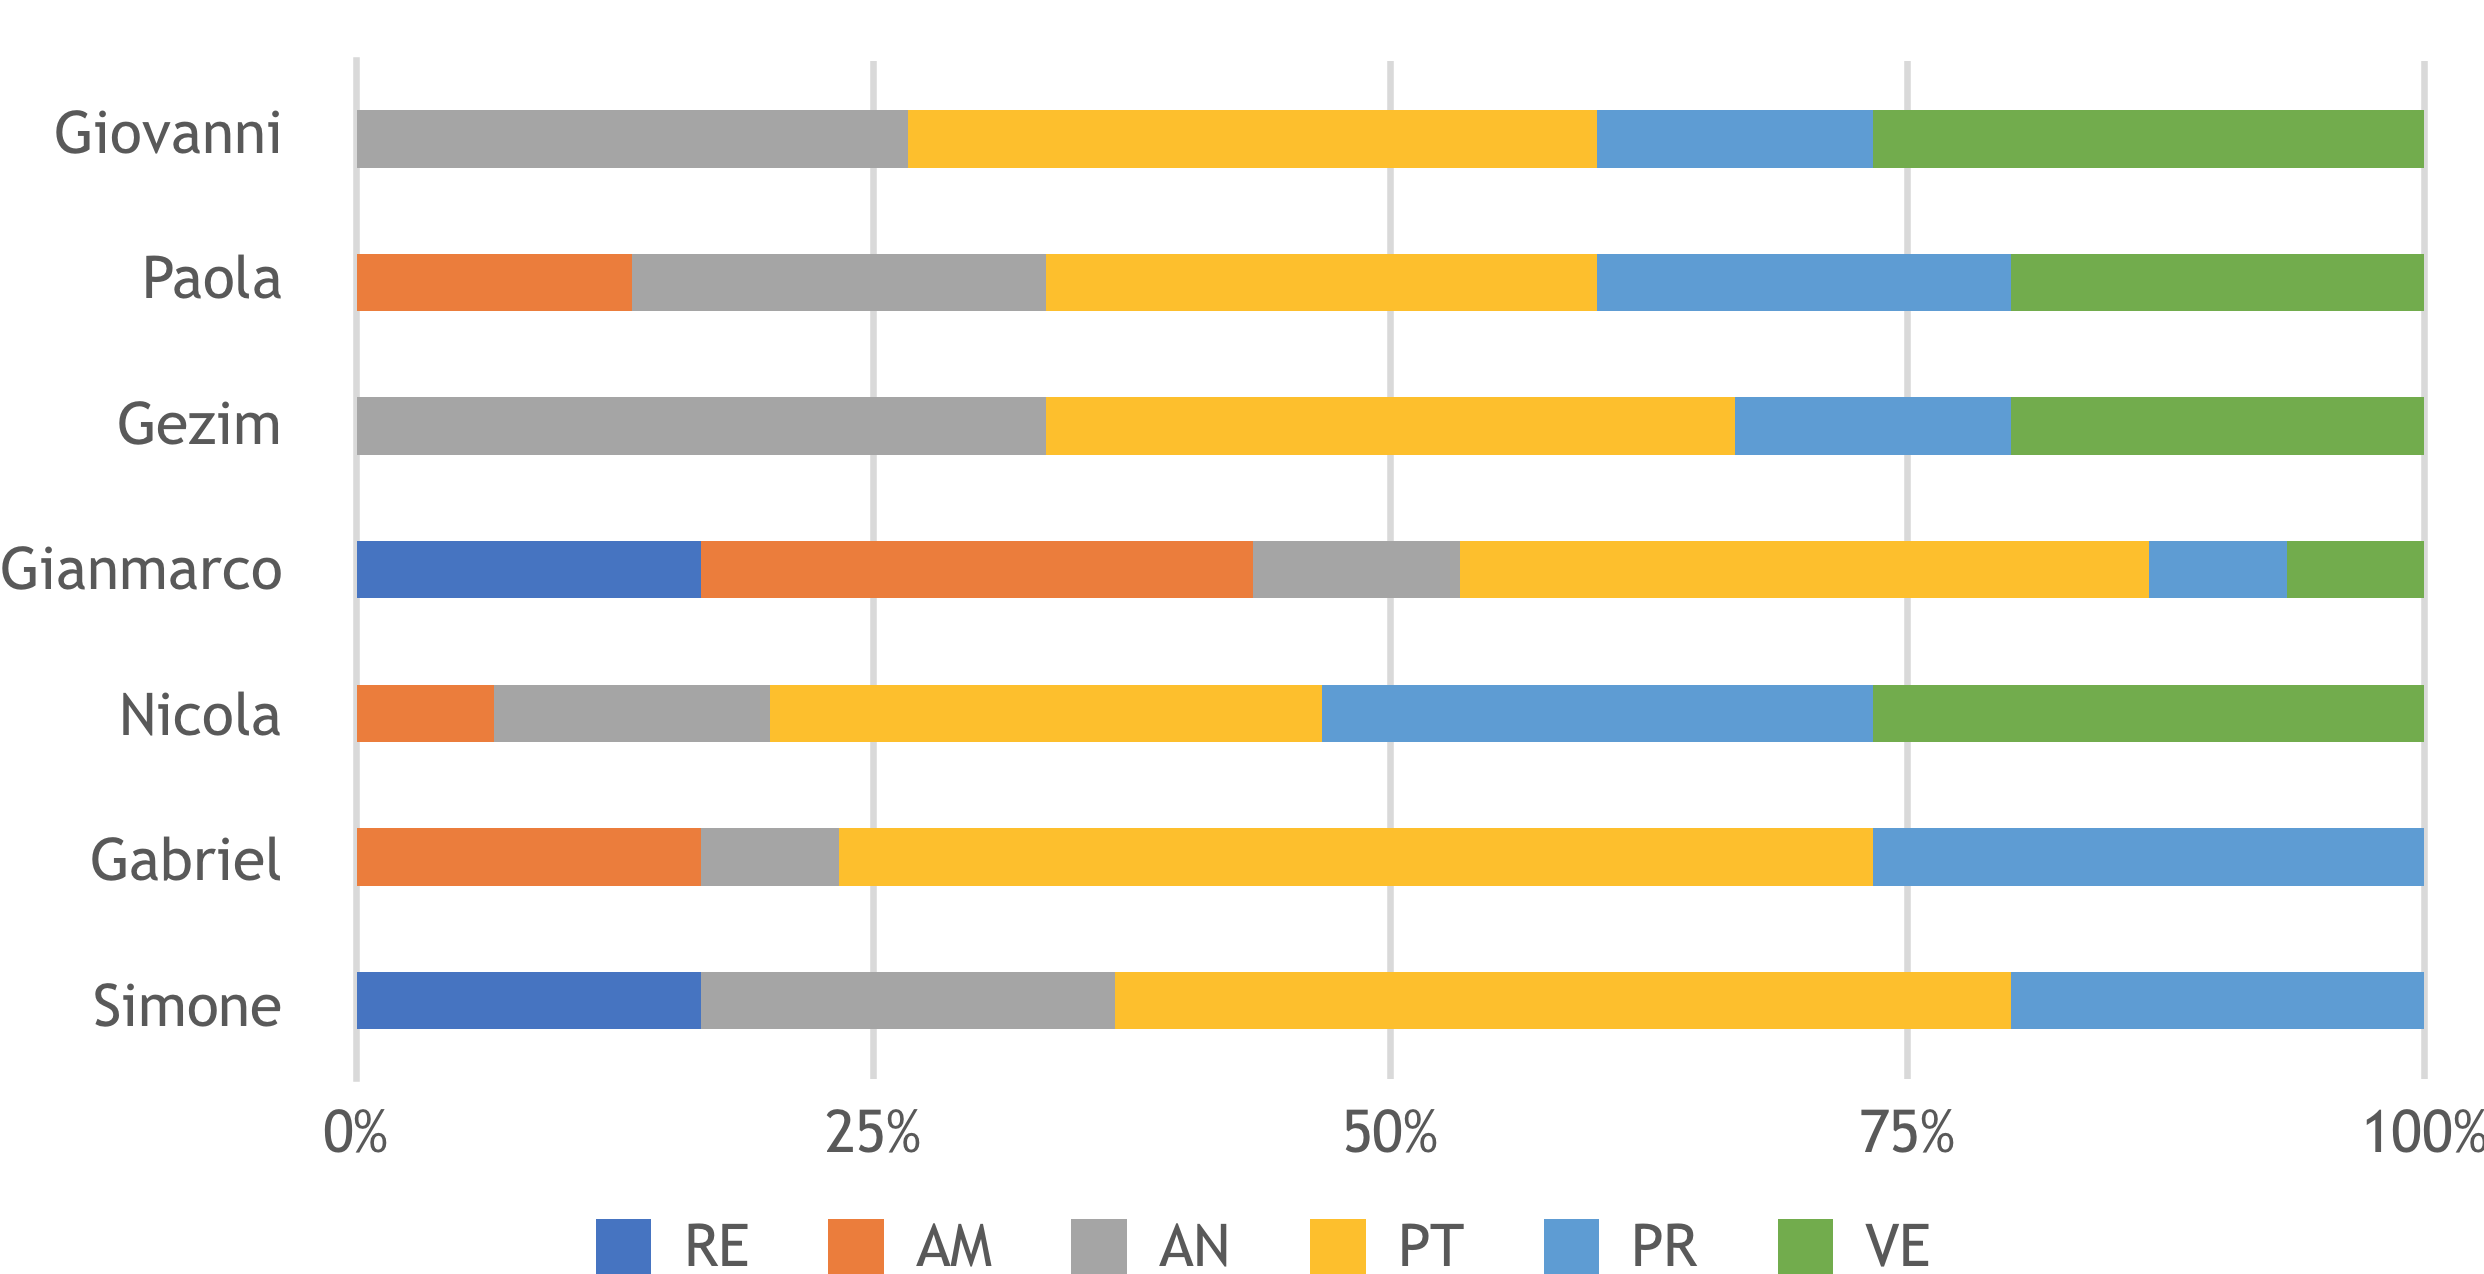 Giovanni
Paola
Gezim
Gianmarco
Nicola
Gabriel
Simone
0% 25% 50% 75% 100%
RE AM AN PT PR VE